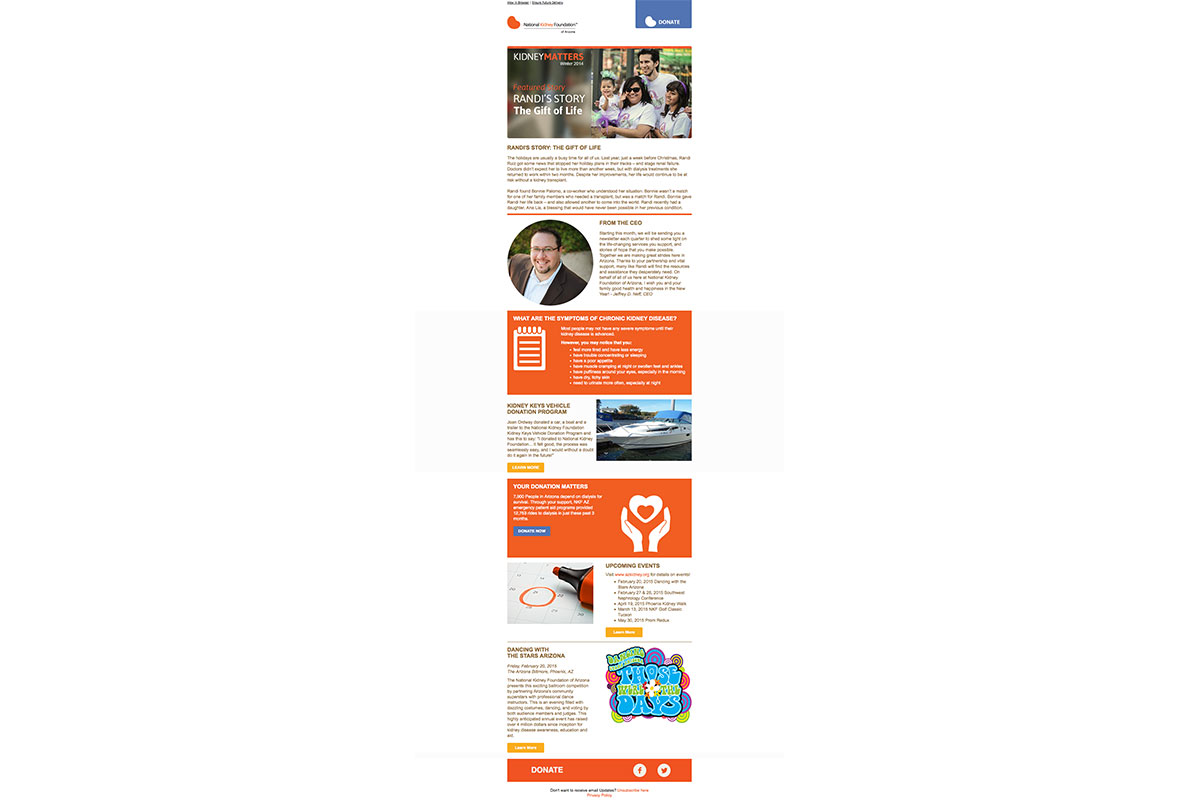 View in Browser | Ensure Future Delivery
National Kidney Foundation™
of Arizona
DONATE
KIDNEYMATTERS
Winter 2014
Featured Story
RANDI'S STORY
The Gift of Life
RANDI'S STORY: THE GIFT OF LIFE
The holidays are usually a busy time for all of us. Last year, just a week before Christmas, Randi
Ruiz got some news that stopped her holiday plans in their tracks – end stage renal failure.
Doctors didn't expect her to live more than another week, but with dialysis treatments she
returned to work within two months. Despite her improvements, her life would continue to be at
risk without a kidney transplant.
Randi found Bonnie Palomo, a co-worker who understood her situation. Bonnie wasn't a match
for one of her family members who needed a transplant, but was a match for Randi. Bonnie gave
Randi her life back – and also allowed another to come into the world. Randi recently had a
daughter, Ana Lia, a blessing that would have never been possible in her previous condition.
FROM THE CEO
Starting this month, we will be sending you a
newsletter each quarter to shed some light on
the life-changing services you support, and
stories of hope that you make possible.
Together we are making great strides here in
Arizona. Thanks to your partnership and vital
support, many like Randi will find the resources
and assistance they desperately need. On
behalf of all of us here at National Kidney
Foundation of Arizona, I wish you and your
family good health and happiness in the New
Year! - Jeffrey D. Neff, CEO
WHAT ARE THE SYMPTOMS OF CHRONIC KIDNEY DISEASE?
Most people may not have any severe symptoms until their
kidney disease is advanced.
However, you may notice that you:
• feel more tired and have less energy
• have trouble concentrating or sleeping
• have a poor appetite
• have muscle cramping at night or swollen feet and ankles
• have puffiness around your eyes, especially in the morning
• have dry, itchy skin
• need to urinate more often, especially at night
KIDNEY KEYS VEHICLE
DONATION PROGRAM
Joan Ordway donated a car, a boat and a
trailer to the National Kidney Foundation
Kidney Keys Vehicle Donation Program and
has this to say: "I donated to National Kidney
Foundation... it felt good, the process was
seamlessly easy, and I would without a doubt
do it again in the future!"
LEARN MORE
YOUR DONATION MATTERS
7,900 People in Arizona depend on dialysis for
survival. Through your support, NKF AZ
emergency patient aid programs provided
12,763 rides to dialysis in just these past 3
months.
DONATE NOW
UPCOMING EVENTS
Visit www.azkidney.org for details on events!
• February 20, 2015 Dancing with the
Stars Arizona
• February 27 & 28, 2015 Southwest
Nephrology Conference
• April 19, 2015 Phoenix Kidney Walk
• March 13, 2015 NKF Golf Classic
Tucson
• May 30, 2015 Prom Redux
Learn More
DANCING WITH
THE STARS ARIZONA
Friday, February 20, 2015
The Arizona Biltmore, Phoenix, AZ
The National Kidney Foundation of Arizona
presents this exciting ballroom competition
by partnering Arizona's community
superstars with professional dance
instructors. This is an evening filled with
dazzling costumes, dancing, and voting by
both audience members and judges. This
highly anticipated annual event has raised
over 4 million dollars since inception for
kidney disease awareness, education and
aid.
THOSE
WERE THE
DAYS
Learn More
DONATE
Don't want to receive email Updates? Unsubscribe here
Privacy Policy